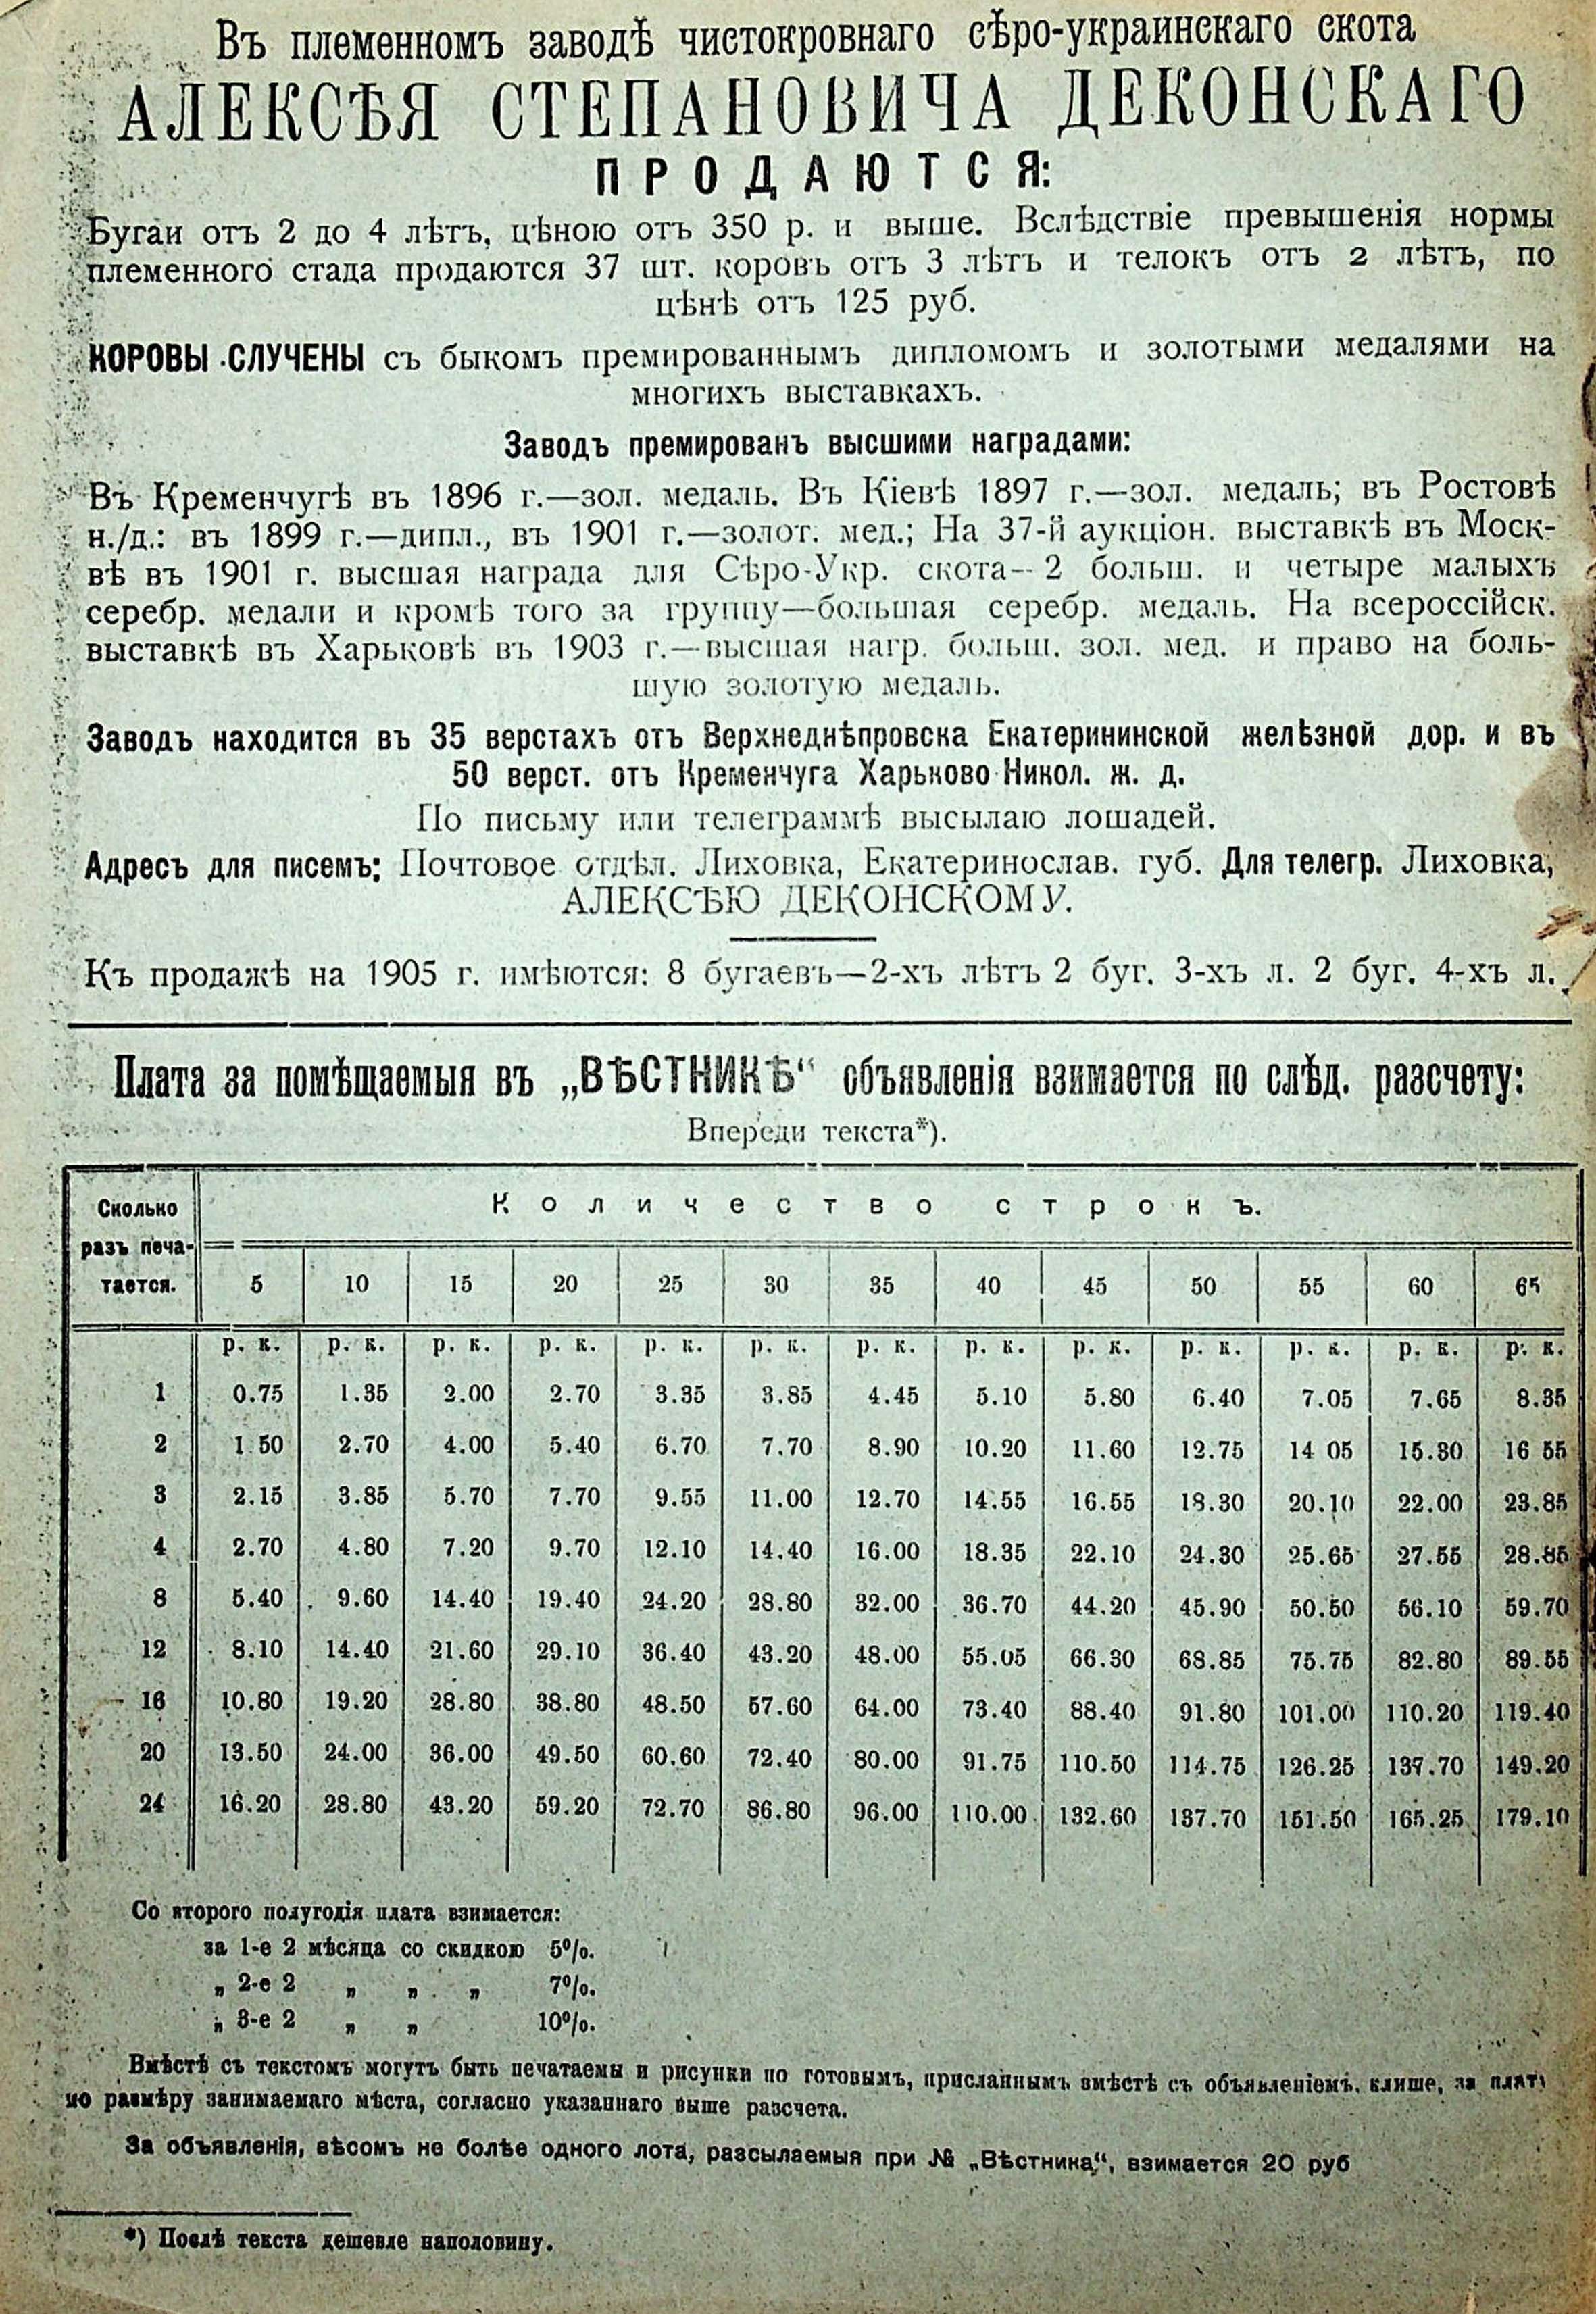 Въ племенномъ заводѣ чистокровнаго сѣро-украинскаго скота
АЛЕКСѢЯ СТЕПАНОВИЧА ДЕКОНСКАГО
ПРОДАЮТСЯ:
Бугаи отъ 2 до 4 лѣтъ, цѣною отъ 350 р. и выше. Вслѣдствіе превышенія нормы
племенного стада продаются 37 шт. коровъ отъ 3 лѣтъ и телокъ отъ 2 лѣтъ, по
цѣнѣ отъ 125 руб.
КОРОВЫ СЛУЧЕНЫ съ быкомъ премированнымъ дипломомъ и золотыми медалями на
многихъ выставкахъ.
Заводъ премированъ высшими наградами:
Въ Кременчугѣ въ 1896 г.—зол. медаль. Въ Кіевѣ 1897 г.—зол. медаль; въ Ростовѣ
н./д.: въ 1899 г.—дипл., въ 1901 г.—золот. мед.; На 37-й аукціон. выставкѣ въ Моск-
вѣ въ 1901 г. высшая награда для Сѣро-Укр. скота—2 больш. и четыре малыхъ
серебр. медали и кромѣ того за группу—большая серебр. медаль. На всероссійск.
выставкѣ въ Харьковѣ въ 1903 г.—высшая нагр. больш. зол. мед. и право на боль-
шую золотую медаль.
Заводъ находится въ 35 верстахъ отъ Верхнеднѣпровска Екатерининской желѣзной дор. и въ
50 верст. отъ Кременчуга Харьково-Никол. ж. д.
По письму или телеграммѣ высылаю лошадей.
Адресъ для писемъ: Почтовое отдѣл. Лиховка, Екатеринослав. губ. Для телегр. Лиховка,
АЛЕКСѢЮ ДЕКОНСКОМУ.
Къ продажѣ на 1905 г. имѣются: 8 бугаевъ—2-хъ лѣтъ 2 буг. 3-хъ л. 2 буг. 4-хъ л.
Плата за помѣщаемыя въ „ВѢСТНИКѢ“ объявленія взимается по слѣд. разсчету:
Впереди текста*).
Сколько разъ печа-тается. Количество строкъ.
5 10 15 20 25 30 35 40 45 50 55 60 65
р. к. р. к. р. к. р. к. р. к. р. к. р. к. р. к. р. к. р. к. р. к. р. к. р. к.
1 0.75 1.35 2.00 2.70 3.35 3.85 4.45 5.10 5.80 6.40 7.05 7.65 8.35
2 1 50 2.70 4.00 5.40 6.70 7.70 8.90 10.20 11.60 12.75 14 05 15.30 16 55
3 2.15 3.85 5.70 7.70 9.55 11.00 12.70 14.55 16.55 18.30 20.10 22.00 23.85
4 2.70 4.80 7.20 9.70 12.10 14.40 16.00 18.35 22.10 24.30 25.65 27.55 28.85
8 5.40 9.60 14.40 19.40 24.20 28.80 32.00 36.70 44.20 45.90 50.50 56.10 59.70
12 8.10 14.40 21.60 29.10 36.40 43.20 48.00 55.05 66.30 68.85 75.75 82.80 89.55
16 10.80 19.20 28.80 38.80 48.50 57.60 64.00 73.40 88.40 91.80 101.00 110.20 119.40
20 13.50 24.00 36.00 49.50 60.60 72.40 80.00 91.75 110.50 114.75 126.25 137.70 149.20
24 16.20 28.80 43.20 59.20 72.70 86.80 96.00 110.00 132.60 137.70 151.50 165.25 179.10
Со второго полугодія плата взимается:
за 1-е 2 мѣсяца со скидкою 5%.
„ 2-е 2 „ „ „ 7%.
„ 3-е 2 „ „ 10%.
Вмѣстѣ съ текстомъ могутъ быть печатаемы и рисунки по готовымъ, присланнымъ вмѣстѣ съ объявленіемъ, клише, за плату
по размѣру занимаемаго мѣста, согласно указаннаго выше разсчета.
За объявленія, вѣсомъ не болѣе одного лота, разсылаемыя при № „Вѣстника“, взимается 20 руб
*) Послѣ текста дешевле наполовину.